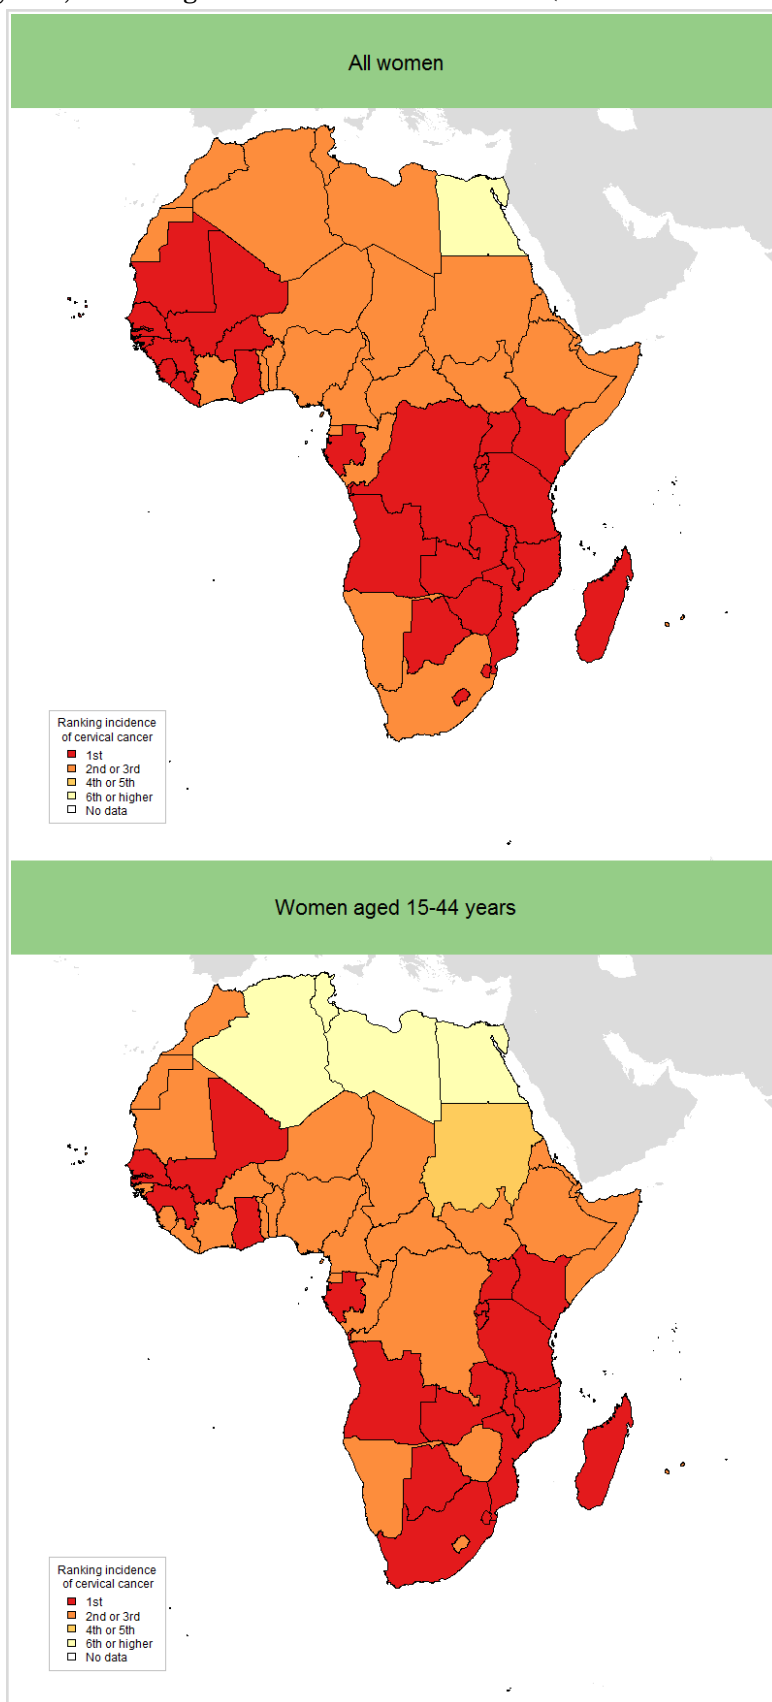 All women
Ranking incidence
of cervical cancer
1st
2nd or 3rd
4th or 5th
6th or higher
No data
Women aged 15-44 years
Ranking incidence
of cervical cancer
1st
2nd or 3rd
4th or 5th
6th or higher
No data